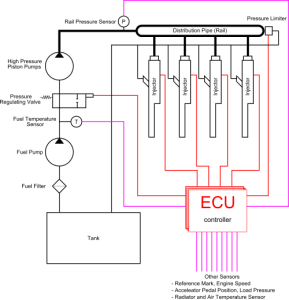 Rail Pressure Sensor
P
Pressure Limiter
Distribution Pipe (Rail)
High Pressure
Piston Pumps
Injector
Injector
Injector
Injector
Pressure
Regulating Valve
Fuel Temperature
Sensor
T
Fuel Pump
Fuel Filter
ECU
controller
Tank
Other Sensors
- Reference Mark, Engine Speed
- Accleator Pedal Position, Load Pressure
- Radiator and Air Temperature Sensor